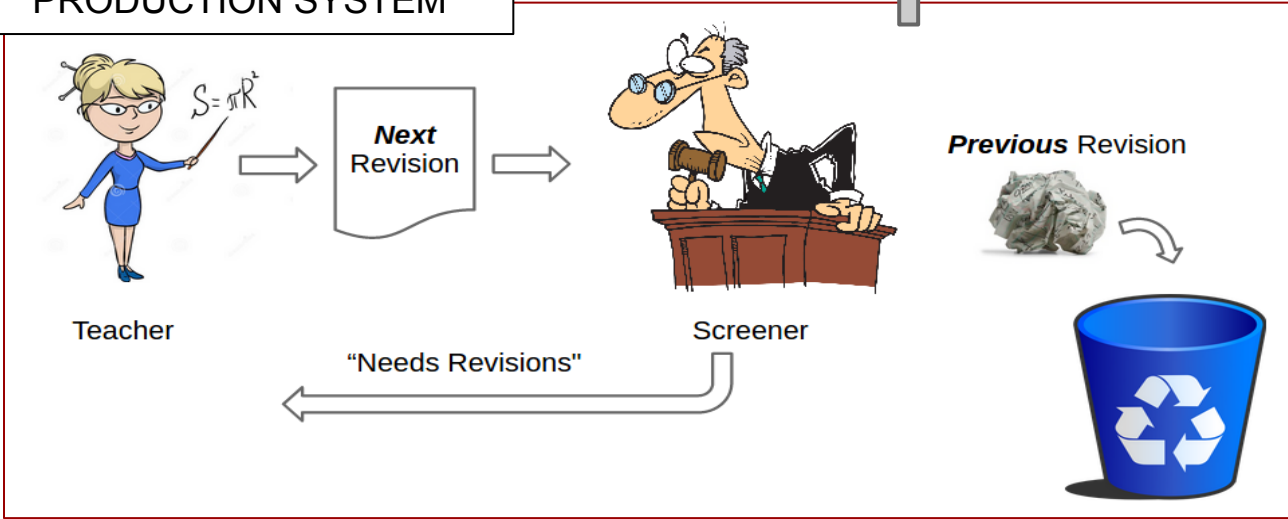 PRODUCTION SYSTEM
S=πR²
Next
Revision
Previous Revision
Teacher
Screener
“Needs Revisions"